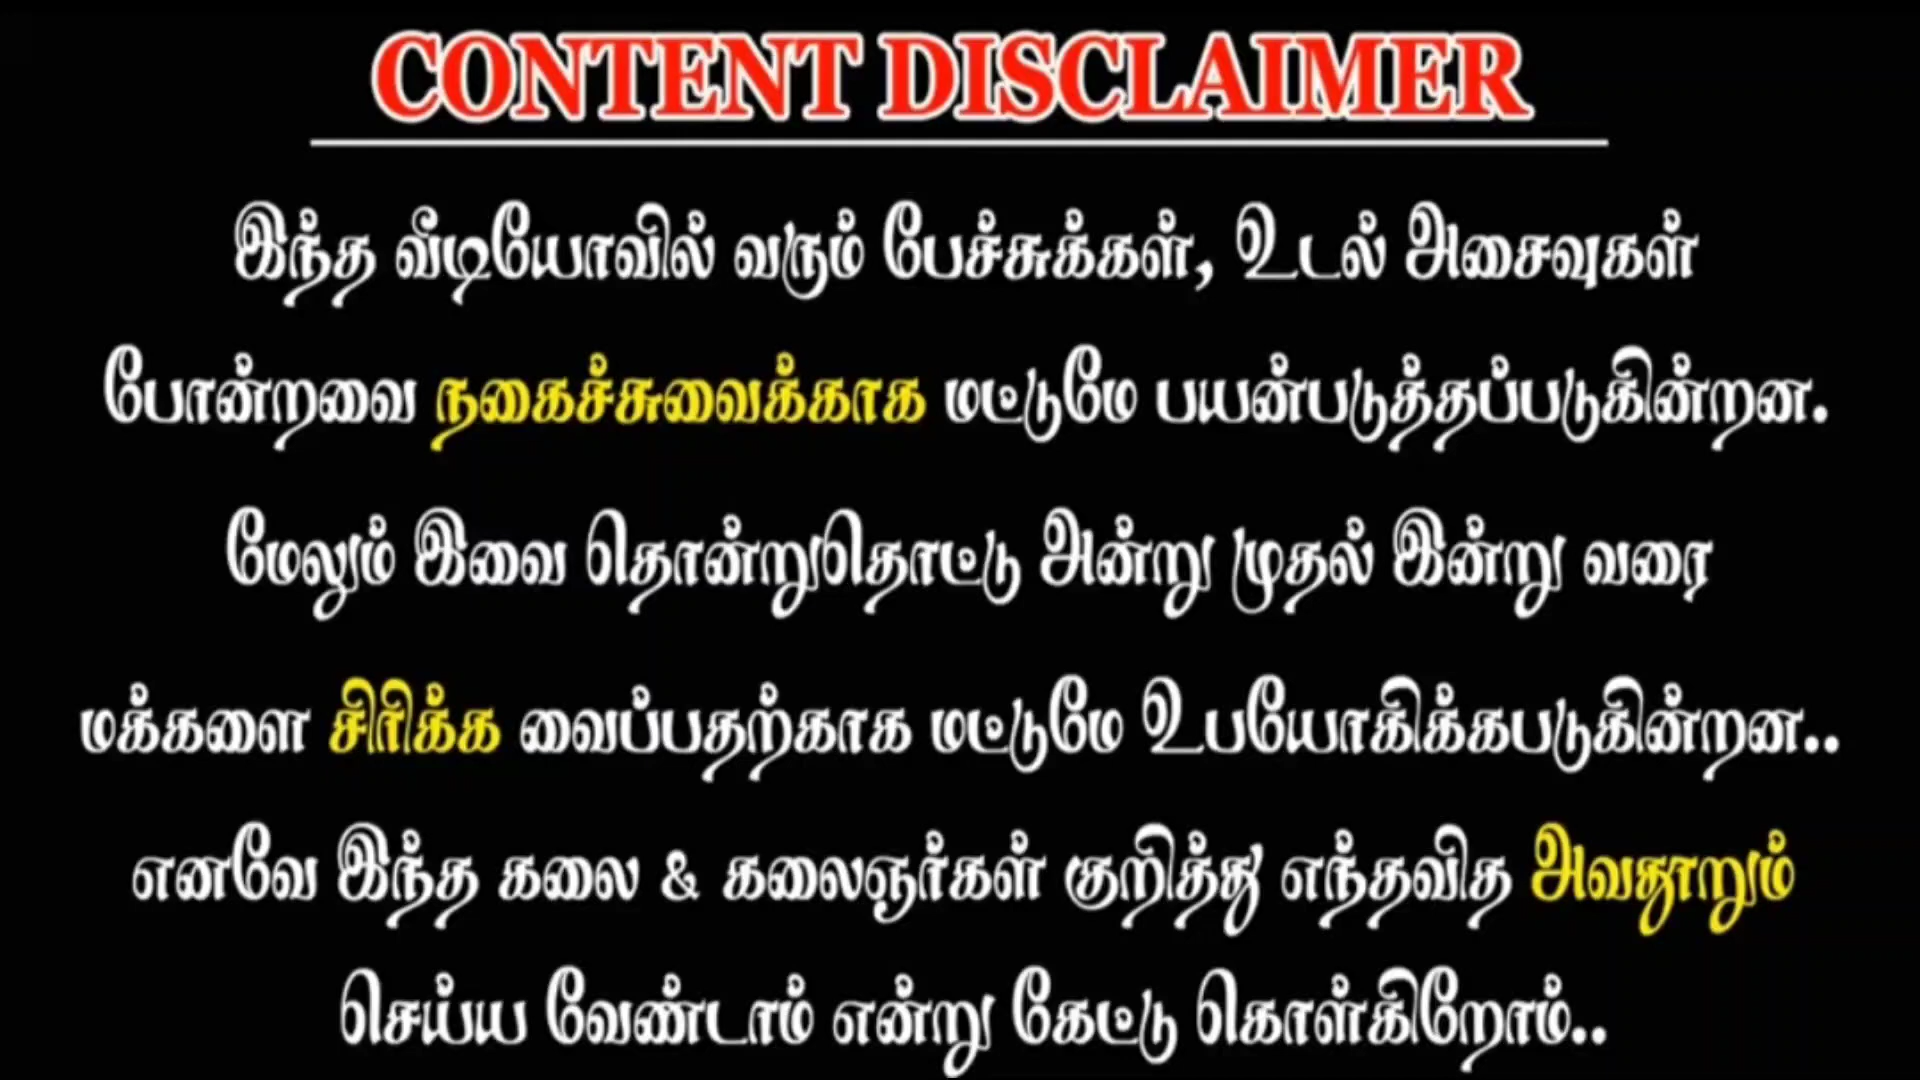 CONTENT DISCLAIMER
இந்த வீடியோவில் வரும் பேச்சுக்கள், உடல் அசைவுகள்
போன்றவை நகைச்சுவைக்காக மட்டுமே பயன்படுத்தப்படுகின்றன.
மேலும் இவை தொன்றுதொட்டு அன்று முதல் இன்று வரை
மக்களை சிரிக்க வைப்பதற்காக மட்டுமே உபயோகிக்கபடுகின்றன..
எனவே இந்த கலை & கலைஞர்கள் குறித்து எந்தவித அவதூறும்
செய்ய வேண்டாம் என்று கேட்டு கொள்கிறோம்..